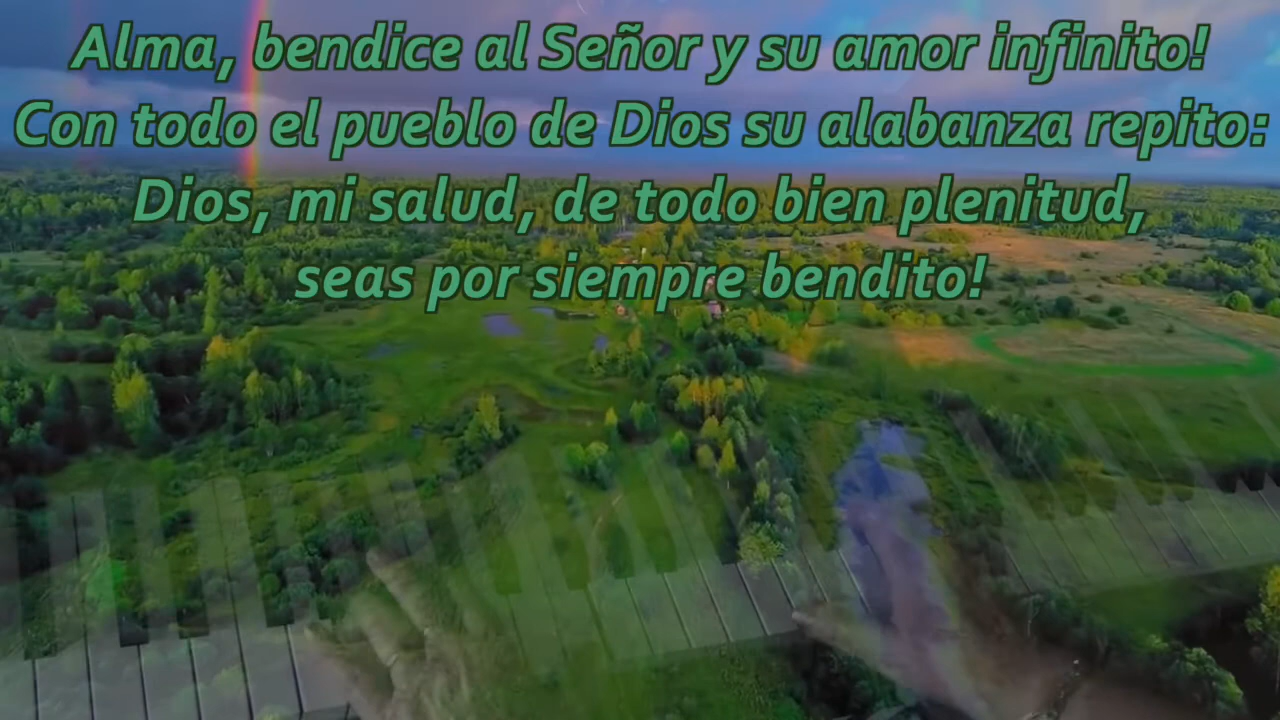 Alma, bendice al Señor y su amor infinito!
Con todo el pueblo de Dios su alabanza repito:
Dios, mi salud, de todo bien plenitud,
seas por siempre bendito!